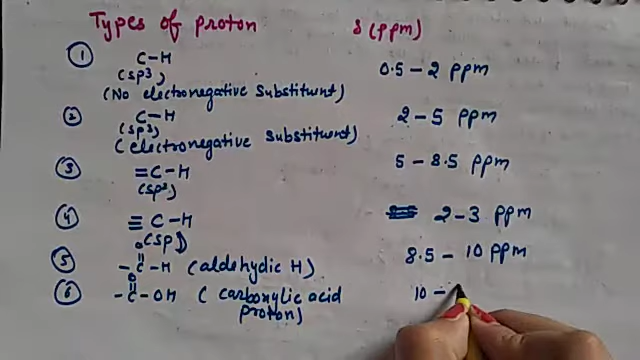 Types of proton δ (ppm)
① C-H 0.5 - 2 ppm
(sp3)
(No electronegative substituent)
② C-H 2 - 5 ppm
(sp3)
(electronegative substituent)
③ =C-H 5 - 8.5 ppm
(sp2)
④ ≡C-H 2-3 ppm
(sp)
O
⑤ -C-H (aldehydic H) 8.5 - 10 ppm
O
⑥ -C-OH (carboxylic acid 10 -
proton)